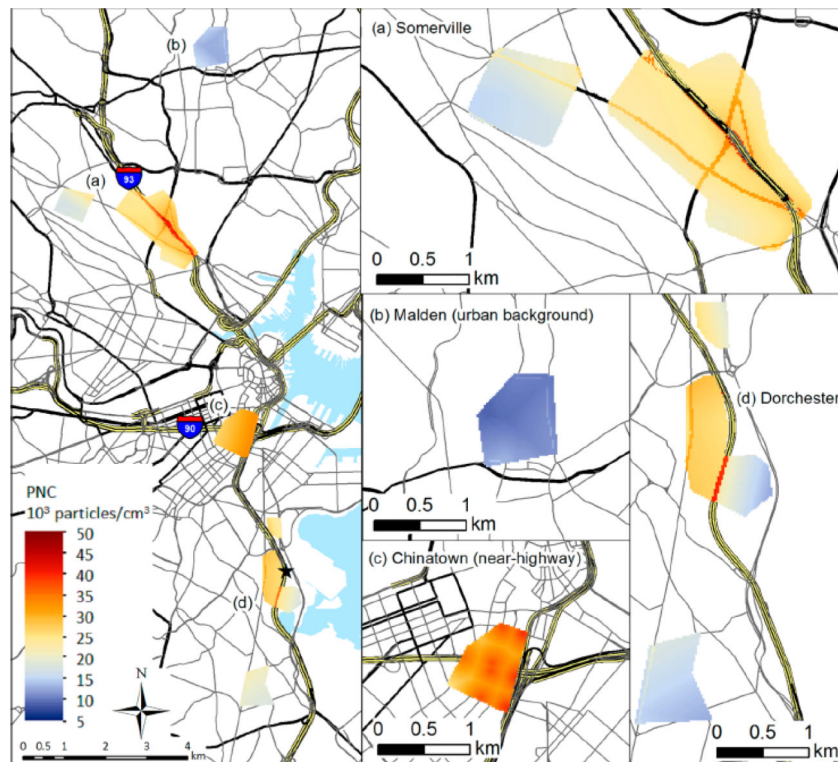 (b)
(a)
93
(c)
90
(d)
PNC
10³ particles/cm³
50
45
40
35
30
25
20
15
10
5
N
0 0.5 1 2 3 4
km
(a) Somerville
0 0.5 1
km
(b) Malden (urban background)
0 0.5 1
km
(c) Chinatown (near-highway)
0 0.5 1
km
(d) Dorchester
0 0.5 1
km